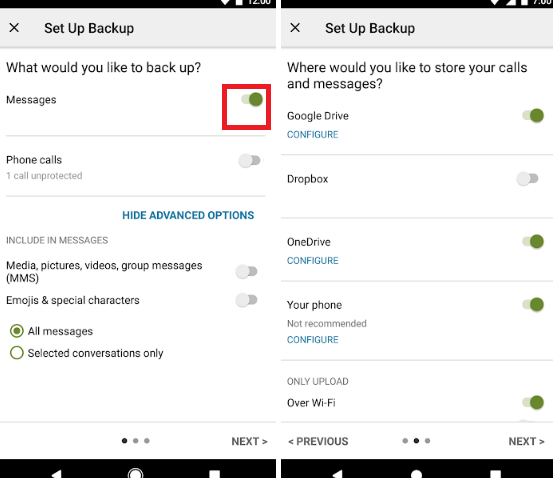 12:00
Set Up Backup
What would you like to back up?
Messages
Phone calls
1 call unprotected
HIDE ADVANCED OPTIONS
INCLUDE IN MESSAGES
Media, pictures, videos, group messages
(MMS)
Emojis & special characters
All messages
Selected conversations only
NEXT >
7:00
Set Up Backup
Where would you like to store your calls
and messages?
Google Drive
CONFIGURE
Dropbox
OneDrive
CONFIGURE
Your phone
Not recommended
CONFIGURE
ONLY UPLOAD
Over Wi-Fi
< PREVIOUS
NEXT >